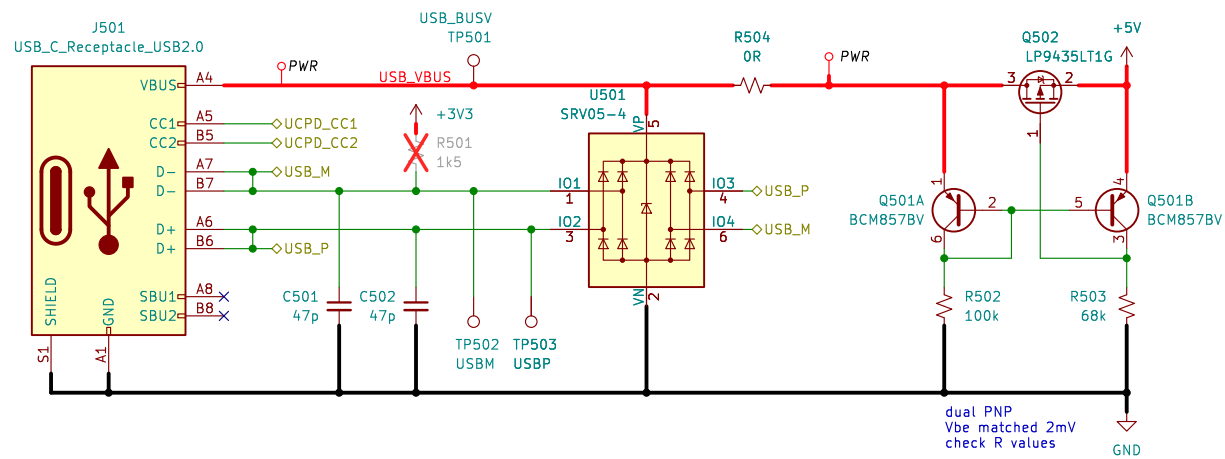 J501
USB_C_Receptacle_USB2.0
VBUS
A4
CC1
A5
CC2
B5
D-
A7
D-
B7
D+
A6
D+
B6
SBU1
A8
SBU2
B8
SHIELD
GND
S1
A1
PWR
USB_BUSV
TP501
USB_VBUS
UCPD_CC1
UCPD_CC2
USB_M
USB_P
+3V3
R501
1k5
C501
47p
C502
47p
TP502
USBM
TP503
USBP
U501
SRV05-4
VP
5
IO1
1
IO2
3
IO3
4
IO4
6
VN
2
USB_P
USB_M
R504
0R
PWR
Q502
LP9435LT1G
3
2
1
+5V
Q501A
BCM857BV
1
2
6
Q501B
BCM857BV
4
5
3
R502
100k
R503
68k
dual PNP
Vbe matched 2mV
check R values
GND